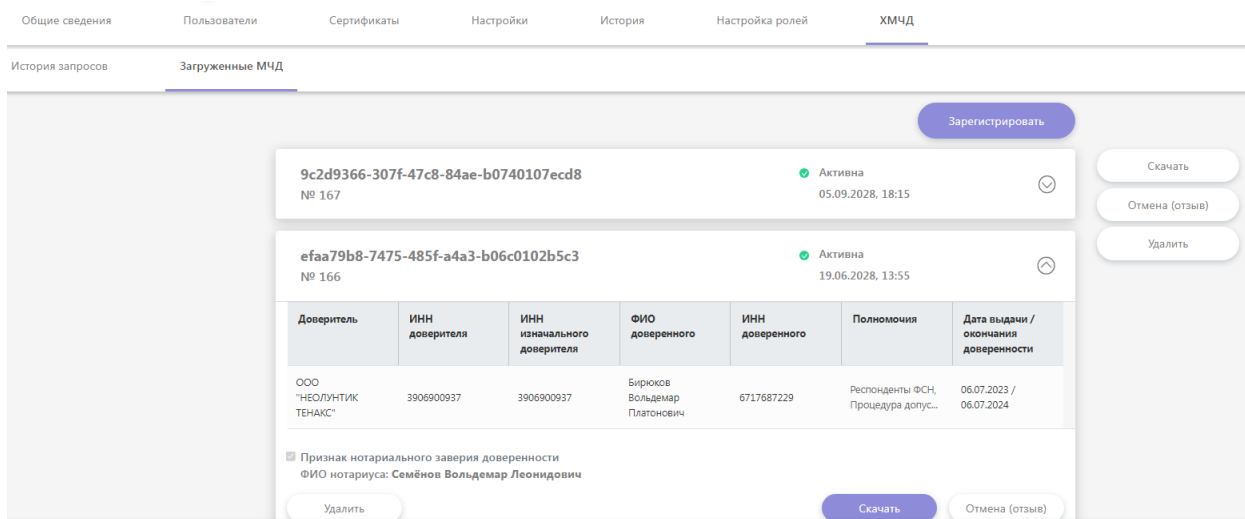 Общие сведения Пользователи Сертификаты Настройки История Настройка ролей ХМЧД
История запросов Загруженные МЧД
Зарегистрировать
9c2d9366-307f-47c8-84ae-b0740107ecd8
№ 167
Активна
05.09.2028, 18:15
Скачать
Отмена (отзыв)
Удалить
efaa79b8-7475-485f-a4a3-b06c0102b5c3
№ 166
Активна
19.06.2028, 13:55
Доверитель
ИНН
доверителя
ИНН
изначального
доверителя
ФИО
доверенного
ИНН
доверенного
Полномочия
Дата выдачи /
окончания
доверенности
ООО
"НЕОЛУНТИК
ТЕНАКС"
3906900937
3906900937
Бирюков
Вольдемар
Платонович
6717687229
Респонденты ФСН,
Процедура допус...
06.07.2023 /
06.07.2024
Признак нотариального заверия доверенности
ФИО нотариуса: Семёнов Вольдемар Леонидович
Удалить Скачать Отмена (отзыв)